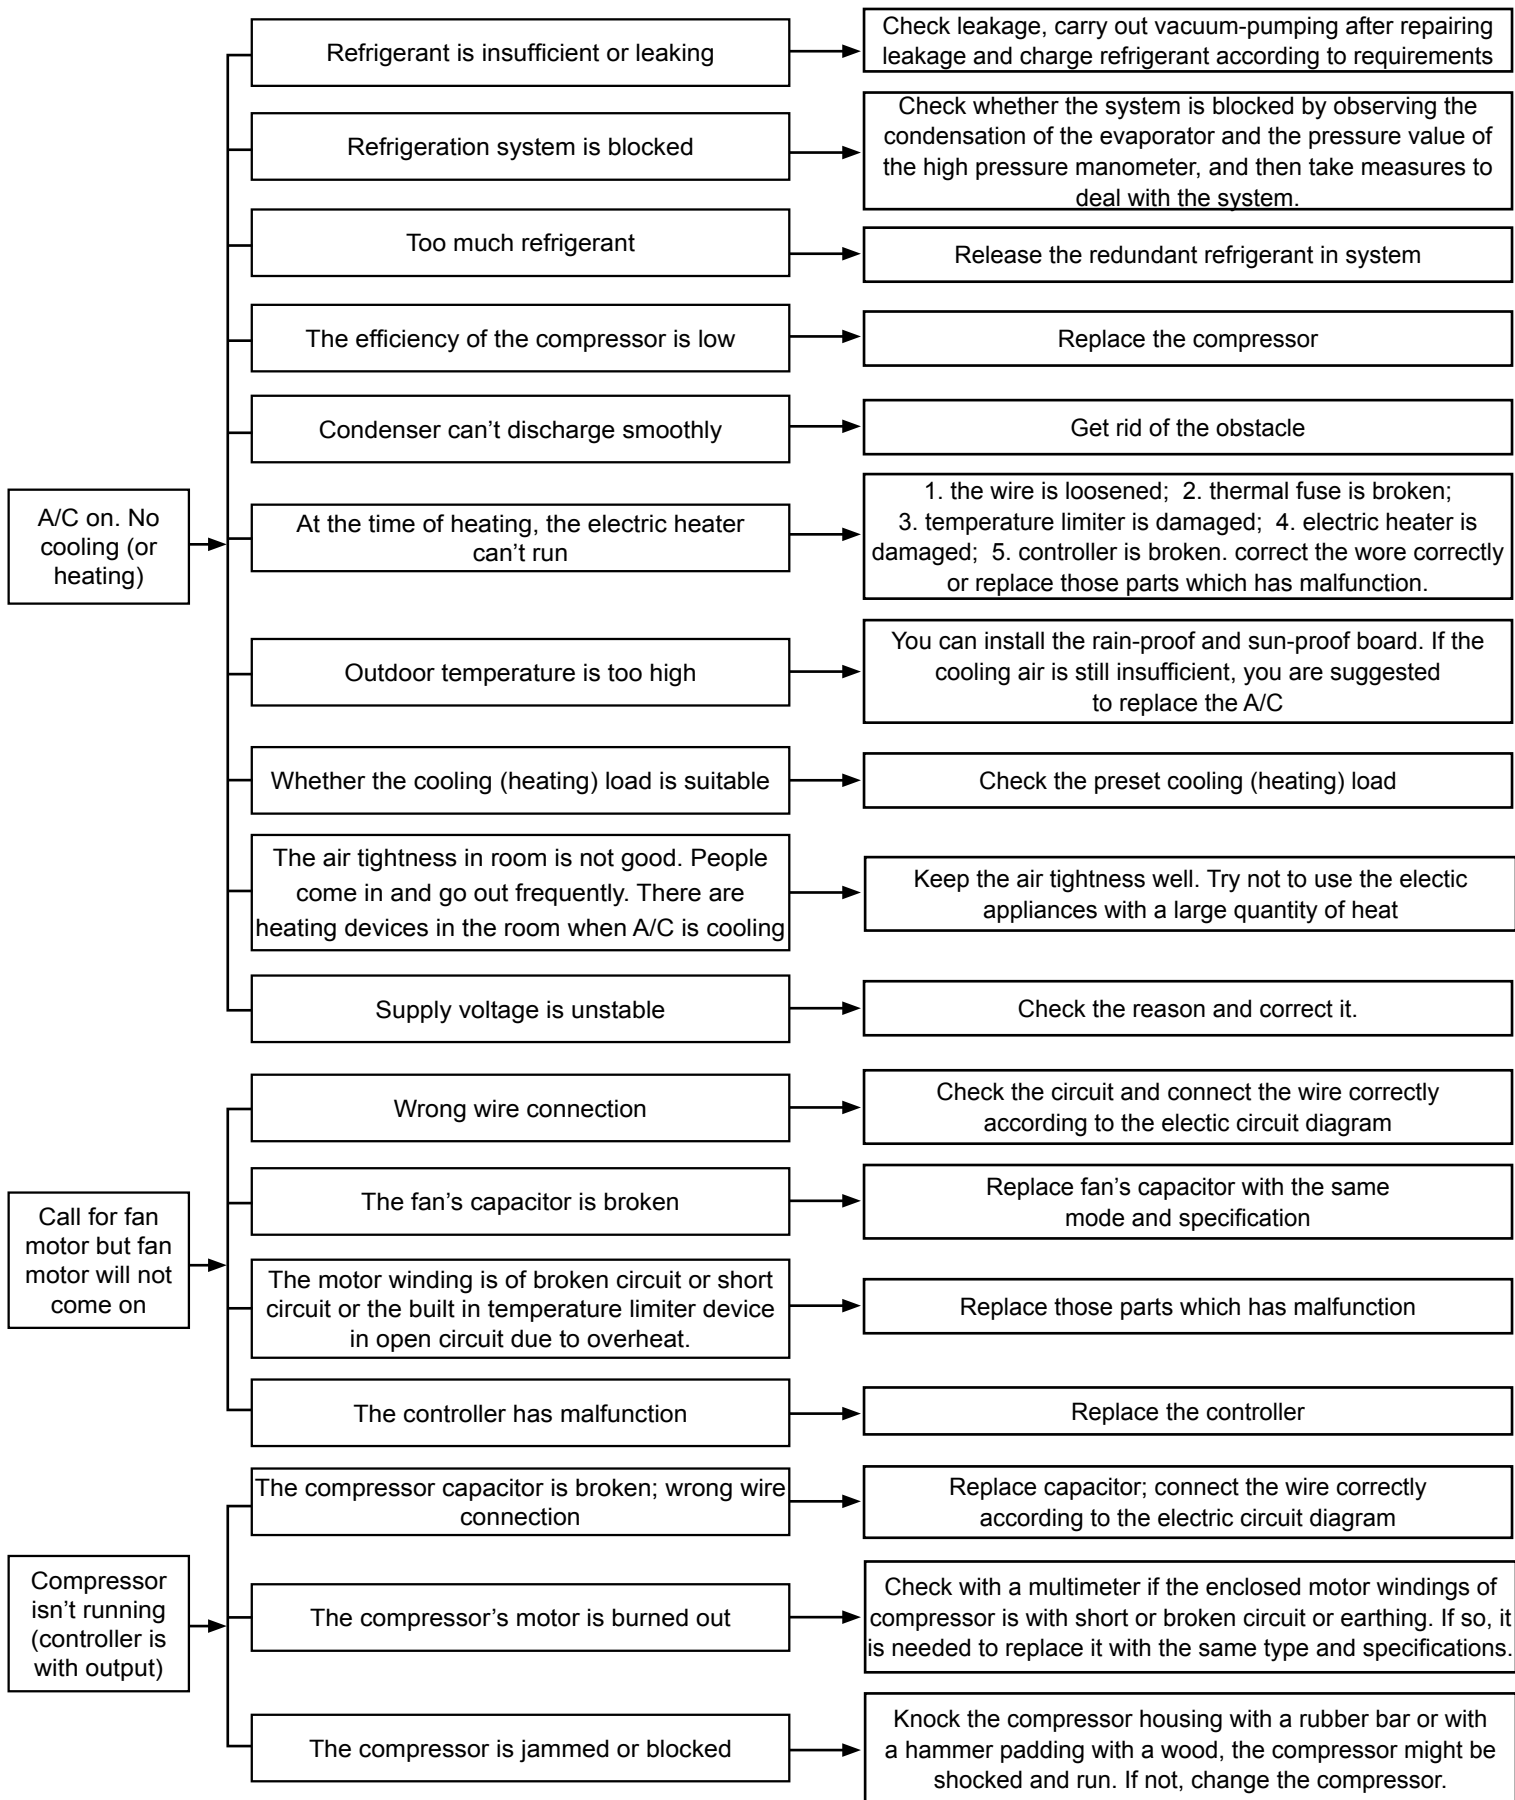 A/C on. No
cooling (or
heating)
Refrigerant is insufficient or leaking
Check leakage, carry out vacuum-pumping after repairing
leakage and charge refrigerant according to requirements
Refrigeration system is blocked
Check whether the system is blocked by observing the
condensation of the evaporator and the pressure value of
the high pressure manometer, and then take measures to
deal with the system.
Too much refrigerant
Release the redundant refrigerant in system
The efficiency of the compressor is low
Replace the compressor
Condenser can’t discharge smoothly
Get rid of the obstacle
At the time of heating, the electric heater
can’t run
1. the wire is loosened; 2. thermal fuse is broken;
3. temperature limiter is damaged; 4. electric heater is
damaged; 5. controller is broken. correct the wore correctly
or replace those parts which has malfunction.
Outdoor temperature is too high
You can install the rain-proof and sun-proof board. If the
cooling air is still insufficient, you are suggested
to replace the A/C
Whether the cooling (heating) load is suitable
Check the preset cooling (heating) load
The air tightness in room is not good. People
come in and go out frequently. There are
heating devices in the room when A/C is cooling
Keep the air tightness well. Try not to use the electic
appliances with a large quantity of heat
Supply voltage is unstable
Check the reason and correct it.
Call for fan
motor but fan
motor will not
come on
Wrong wire connection
Check the circuit and connect the wire correctly
according to the electic circuit diagram
The fan’s capacitor is broken
Replace fan’s capacitor with the same
mode and specification
The motor winding is of broken circuit or short
circuit or the built in temperature limiter device
in open circuit due to overheat.
Replace those parts which has malfunction
The controller has malfunction
Replace the controller
Compressor
isn’t running
(controller is
with output)
The compressor capacitor is broken; wrong wire
connection
Replace capacitor; connect the wire correctly
according to the electric circuit diagram
The compressor’s motor is burned out
Check with a multimeter if the enclosed motor windings of
compressor is with short or broken circuit or earthing. If so, it
is needed to replace it with the same type and specifications.
The compressor is jammed or blocked
Knock the compressor housing with a rubber bar or with
a hammer padding with a wood, the compressor might be
shocked and run. If not, change the compressor.